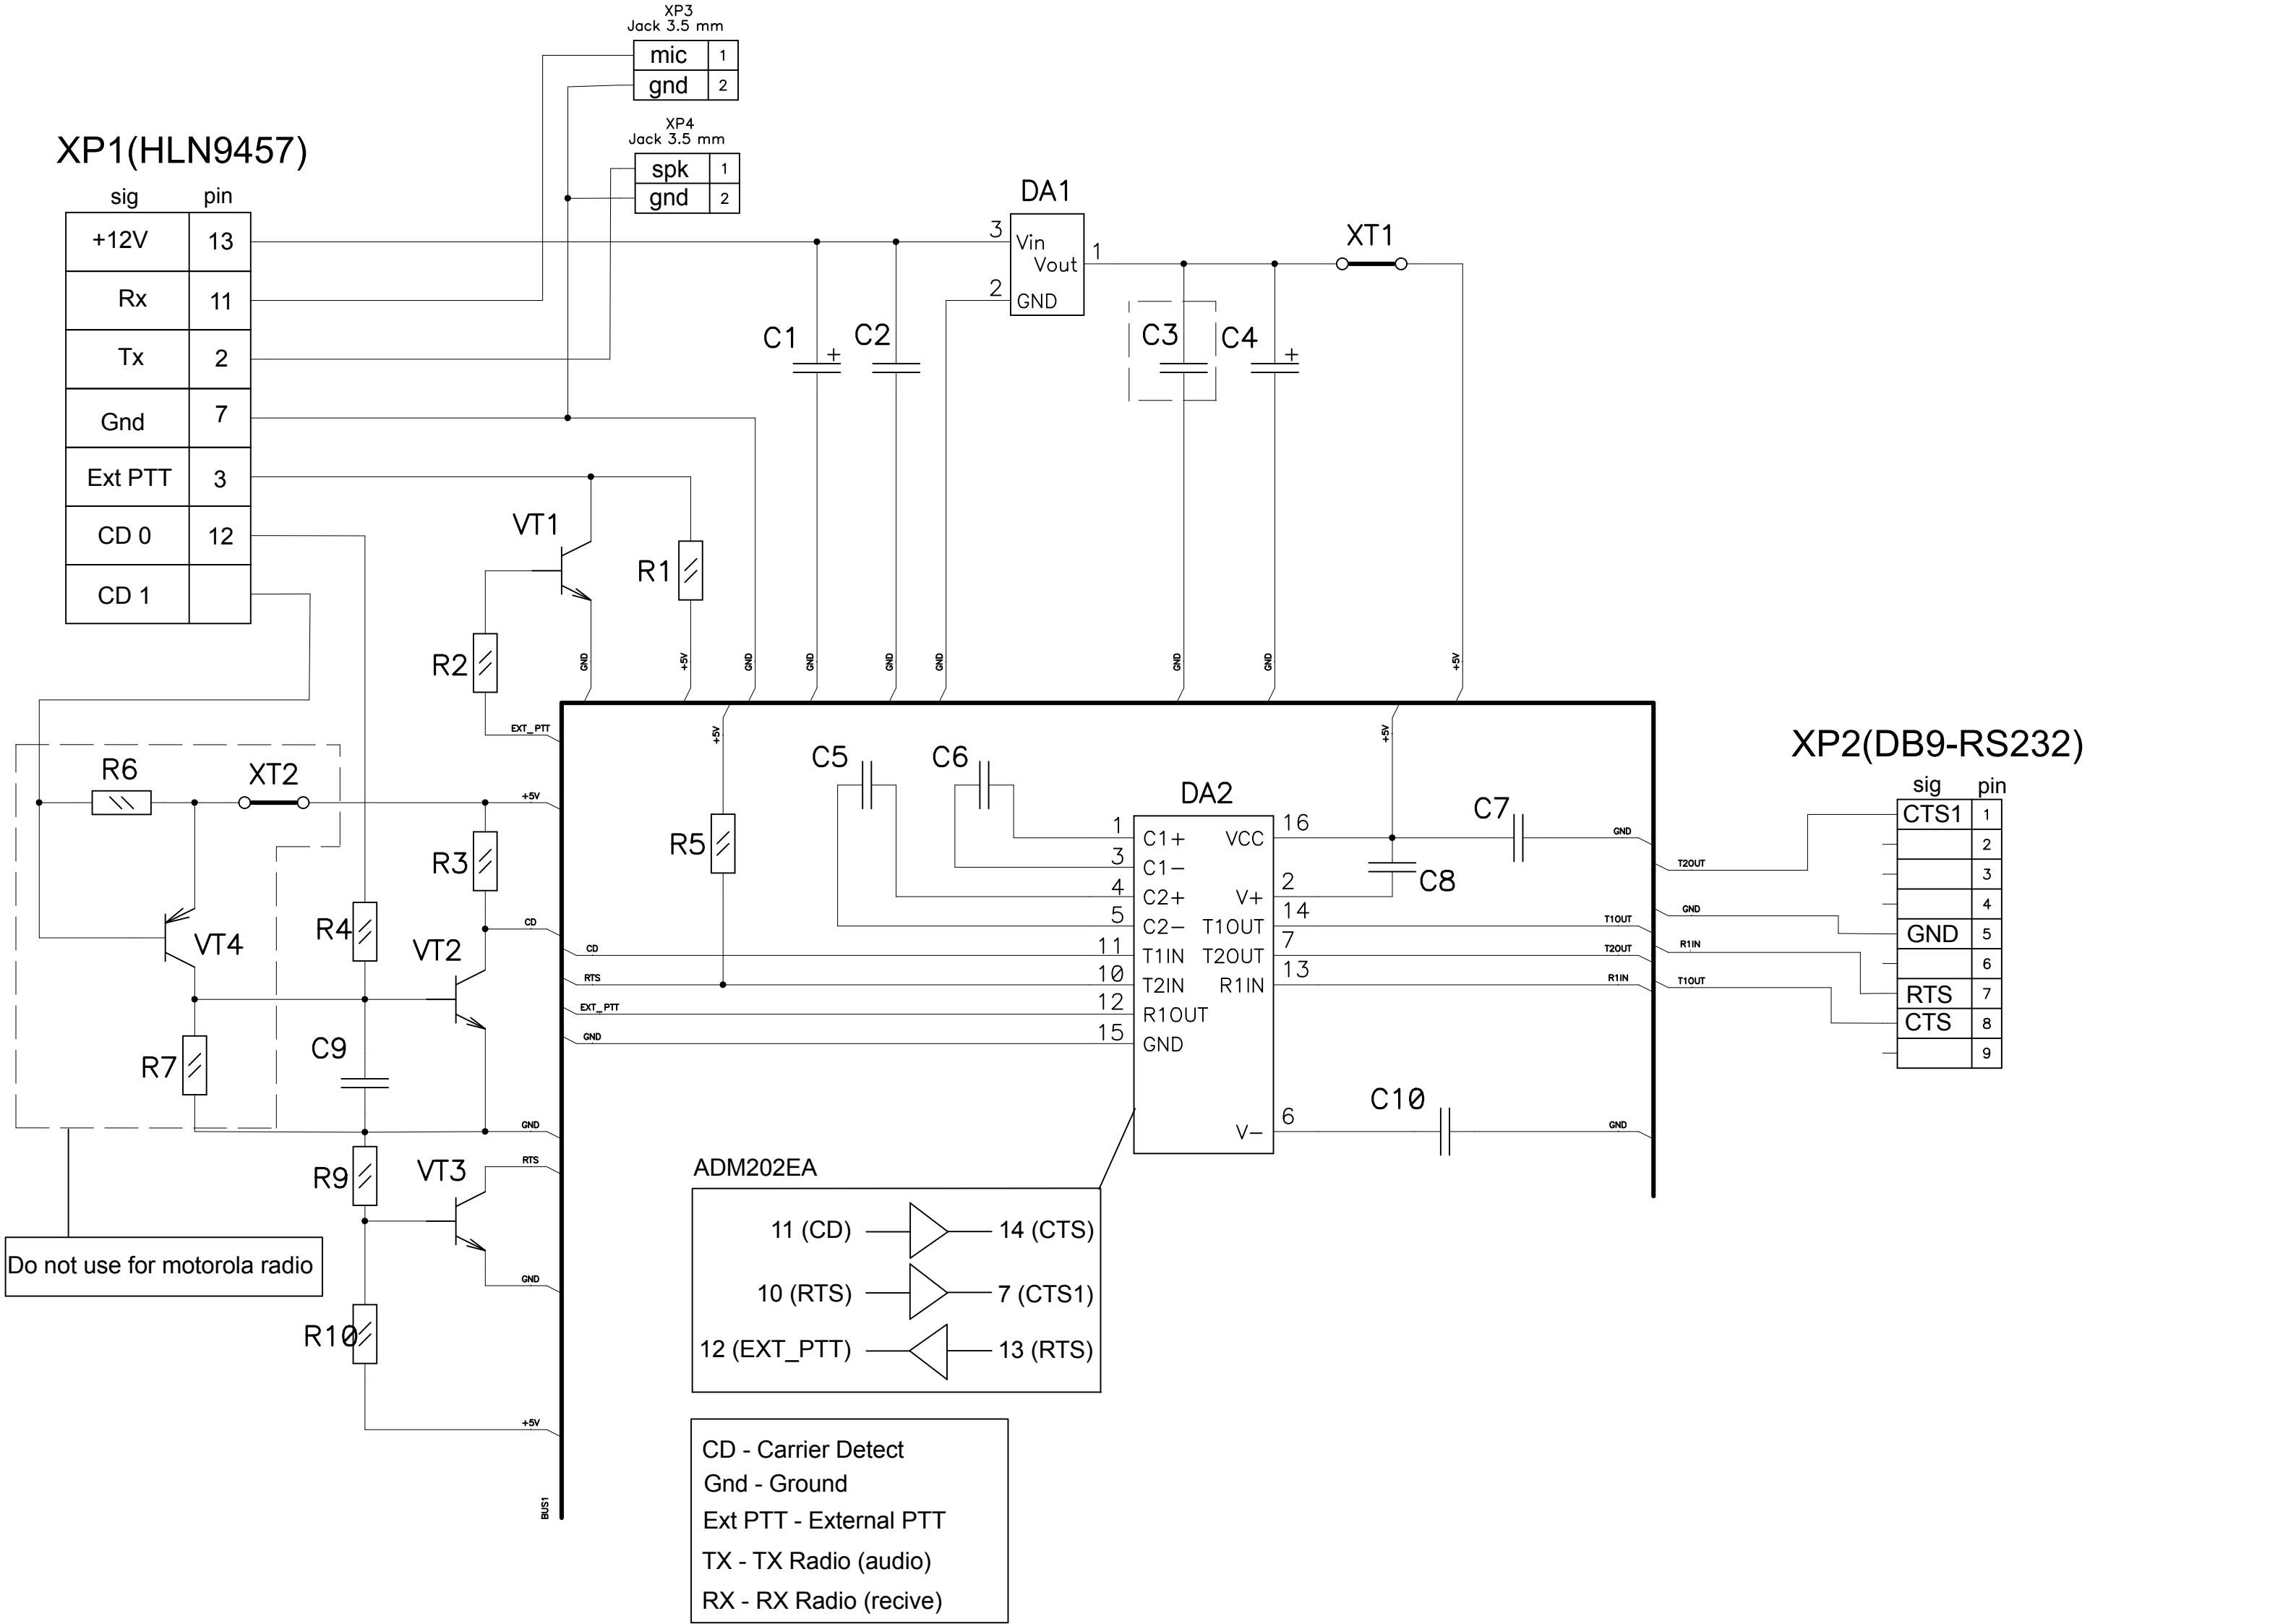 XP3
Jack 3.5 mm
mic 1
gnd 2
XP4
Jack 3.5 mm
spk 1
gnd 2
XP1(HLN9457)
sig pin
+12V 13
Rx 11
Tx 2
Gnd 7
Ext PTT 3
CD 0 12
CD 1
DA1
3 Vin
Vout 1
2 GND
XT1
C1 +
C2
C3
C4 +
VT1
R1
R2
GND
+5V
GND
GND
GND
GND
GND
GND
+5V
EXT_PTT
+5V
+5V
R6
XT2
+5V
R3
R4
CD
VT4
VT2
R7
C9
GND
R9
VT3
RTS
GND
R10
+5V
BUS1
Do not use for motorola radio
R5
C5
C6
DA2
C7
GND
C8
1 C1+ VCC 16
3 C1-
4 C2+ V+ 2
5 C2- T1OUT 14
11 T1IN T2OUT 7
10 T2IN R1IN 13
12 R1OUT
15 GND
V- 6
CD
RTS
EXT_PTT
GND
T1OUT
T2OUT
R1IN
C10
GND
XP2(DB9-RS232)
sig pin
CTS1 1
2
3
4
GND 5
6
RTS 7
CTS 8
9
T2OUT
GND
R1IN
T1OUT
ADM202EA
11 (CD) 14 (CTS)
10 (RTS) 7 (CTS1)
12 (EXT_PTT) 13 (RTS)
CD - Carrier Detect
Gnd - Ground
Ext PTT - External PTT
TX - TX Radio (audio)
RX - RX Radio (recive)